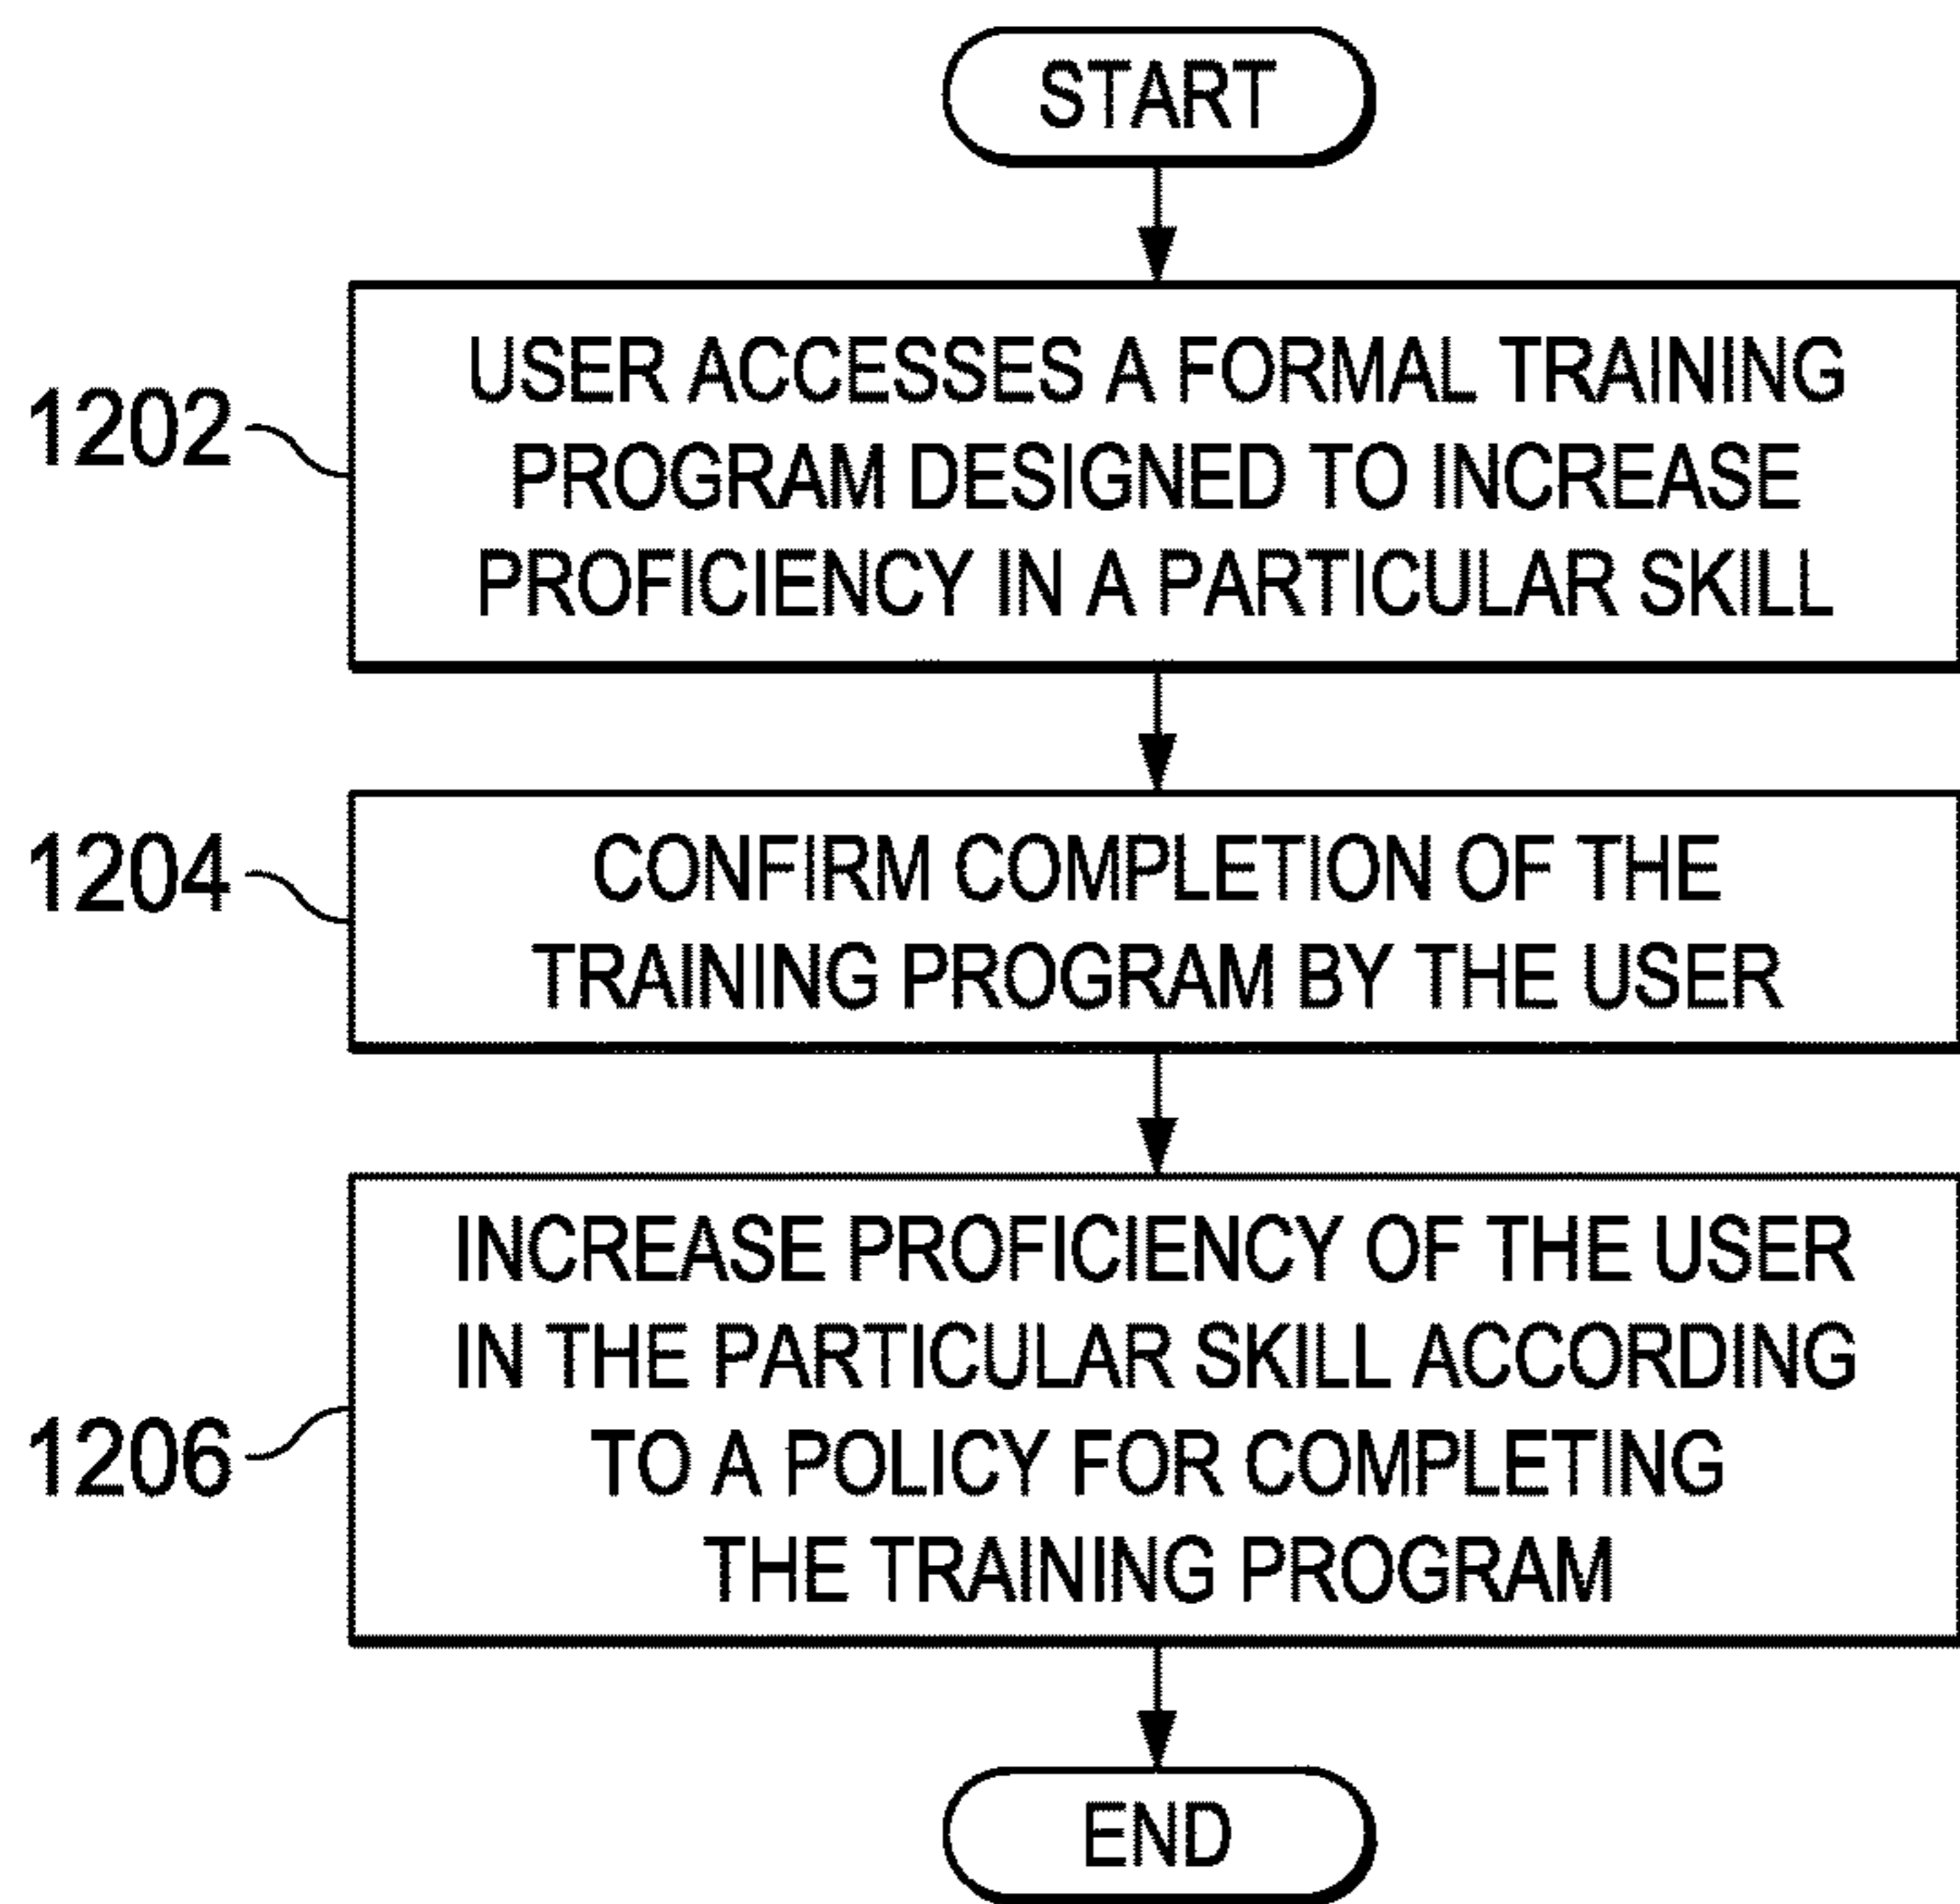 START
1202
USER ACCESSES A FORMAL TRAINING
PROGRAM DESIGNED TO INCREASE
PROFICIENCY IN A PARTICULAR SKILL
1204
CONFIRM COMPLETION OF THE
TRAINING PROGRAM BY THE USER
1206
INCREASE PROFICIENCY OF THE USER
IN THE PARTICULAR SKILL ACCORDING
TO A POLICY FOR COMPLETING
THE TRAINING PROGRAM
END